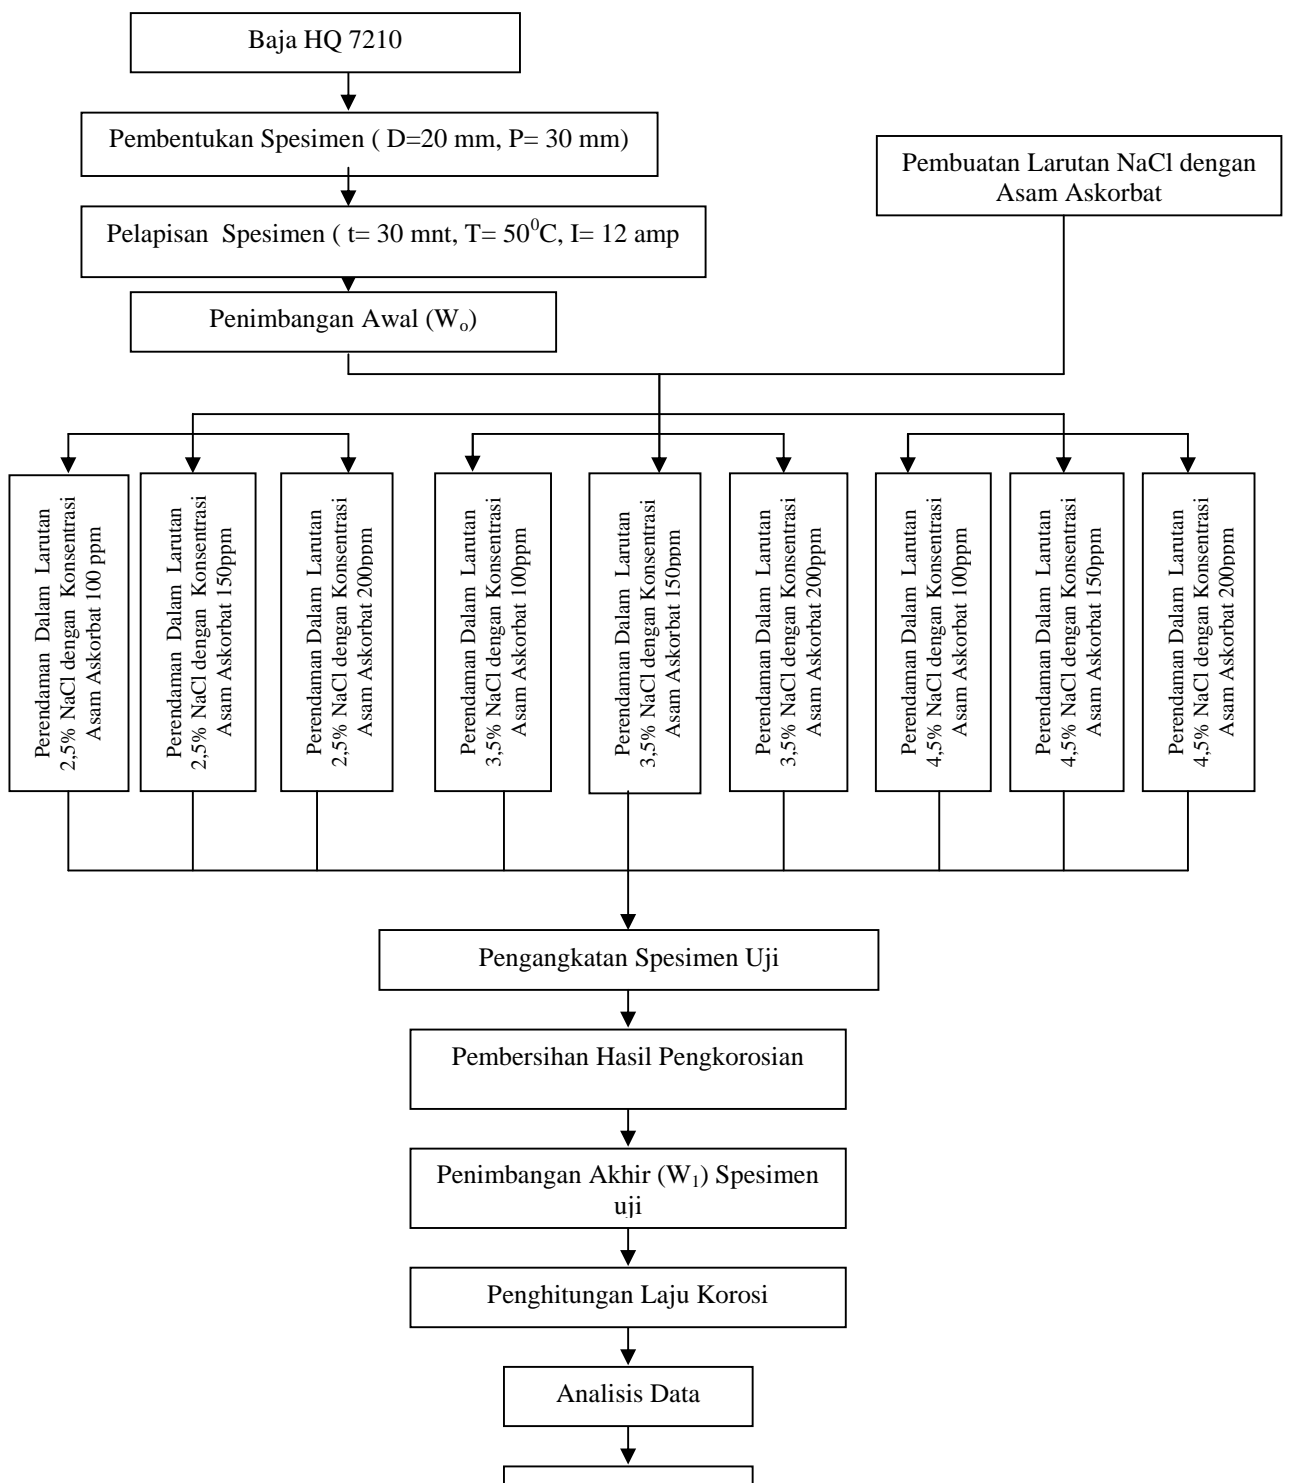 Baja HQ 7210
Pembentukan Spesimen ( D=20 mm, P= 30 mm)
Pembuatan Larutan NaCl dengan
Asam Askorbat
Pelapisan Spesimen ( t= 30 mnt, T= 50⁰C, I= 12 amp
Penimbangan Awal (Wₒ)
Perendaman Dalam Larutan
2,5% NaCl dengan Konsentrasi
Asam Askorbat 100 ppm
Perendaman Dalam Larutan
2,5% NaCl dengan Konsentrasi
Asam Askorbat 150ppm
Perendaman Dalam Larutan
2,5% NaCl dengan Konsentrasi
Asam Askorbat 200ppm
Perendaman Dalam Larutan
3,5% NaCl dengan Konsentrasi
Asam Askorbat 100ppm
Perendaman Dalam Larutan
3,5% NaCl dengan Konsentrasi
Asam Askorbat 150ppm
Perendaman Dalam Larutan
3,5% NaCl dengan Konsentrasi
Asam Askorbat 200ppm
Perendaman Dalam Larutan
4,5% NaCl dengan Konsentrasi
Asam Askorbat 100ppm
Perendaman Dalam Larutan
4,5% NaCl dengan Konsentrasi
Asam Askorbat 150ppm
Perendaman Dalam Larutan
4,5% NaCl dengan Konsentrasi
Asam Askorbat 200ppm
Pengangkatan Spesimen Uji
Pembersihan Hasil Pengkorosian
Penimbangan Akhir (W₁) Spesimen
uji
Penghitungan Laju Korosi
Analisis Data